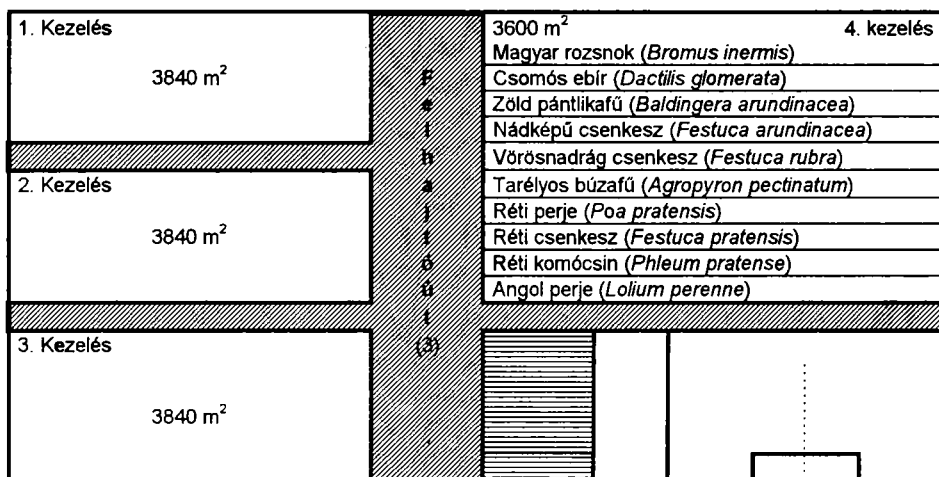 1. Kezelés
3840 m²
2. Kezelés
3840 m²
3. Kezelés
3840 m²
Felhajtóút
(3)
3600 m² 4. kezelés
Magyar rozsnok (Bromus inermis)
Csomós ebír (Dactilis glomerata)
Zöld pántlikafű (Baldingera arundinacea)
Nádképű csenkesz (Festuca arundinacea)
Vörösnadrág csenkesz (Festuca rubra)
Tarélyos búzafű (Agropyron pectinatum)
Réti perje (Poa pratensis)
Réti csenkesz (Festuca pratensis)
Réti komócsin (Phleum pratense)
Angol perje (Lolium perenne)